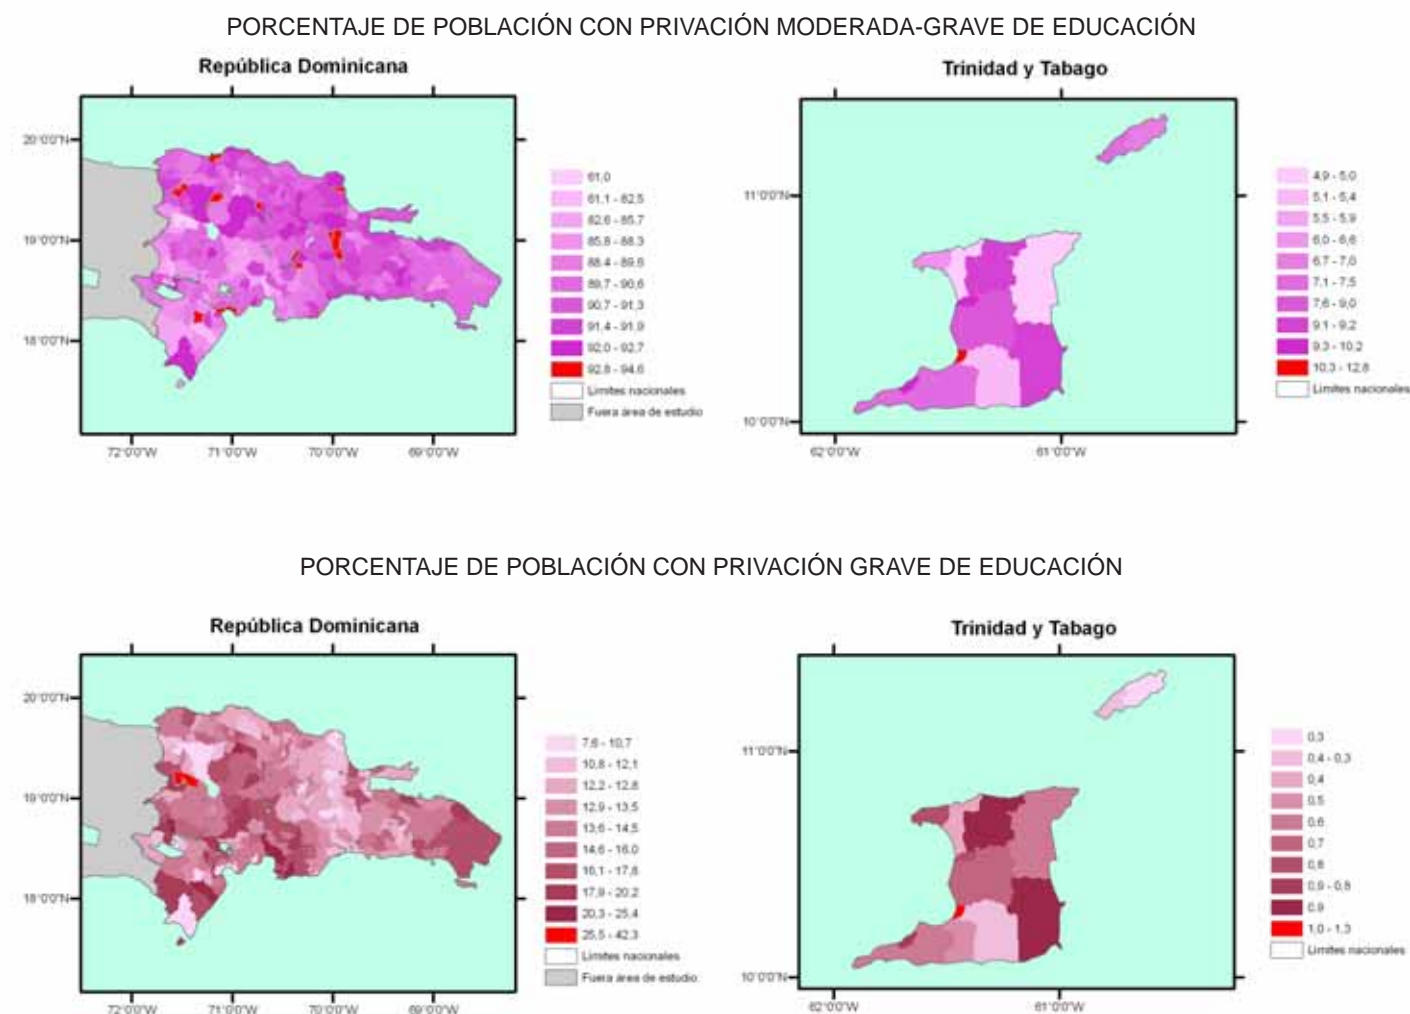 PORCENTAJE DE POBLACIÓN CON PRIVACIÓN MODERADA-GRAVE DE EDUCACIÓN
República Dominicana
20°0'0"N
19°0'0"N
18°0'0"N
72°0'0"W 71°0'0"W 70°0'0"W 69°0'0"W
61,0
61,1 - 82,5
82,6 - 85,7
85,8 - 88,3
88,4 - 89,6
89,7 - 90,6
90,7 - 91,3
91,4 - 91,9
92,0 - 92,7
92,8 - 94,6
Limites nacionales
Fuera área de estudio
Trinidad y Tabago
11°0'0"N
10°0'0"N
62°0'0"W 61°0'0"W
4,9 - 5,0
5,1 - 5,4
5,5 - 5,9
6,0 - 6,6
6,7 - 7,0
7,1 - 7,5
7,6 - 9,0
9,1 - 9,2
9,3 - 10,2
10,3 - 12,8
Limites nacionales
PORCENTAJE DE POBLACIÓN CON PRIVACIÓN GRAVE DE EDUCACIÓN
República Dominicana
20°0'0"N
19°0'0"N
18°0'0"N
72°0'0"W 71°0'0"W 70°0'0"W 69°0'0"W
7,6 - 10,7
10,8 - 12,1
12,2 - 12,8
12,9 - 13,5
13,6 - 14,5
14,6 - 16,0
16,1 - 17,8
17,9 - 20,2
20,3 - 25,4
25,5 - 42,3
Limites nacionales
Fuera área de estudio
Trinidad y Tabago
11°0'0"N
10°0'0"N
62°0'0"W 61°0'0"W
0,3
0,4 - 0,3
0,4
0,5
0,6
0,7
0,8
0,9 - 0,8
0,9
1,0 - 1,3
Limites nacionales